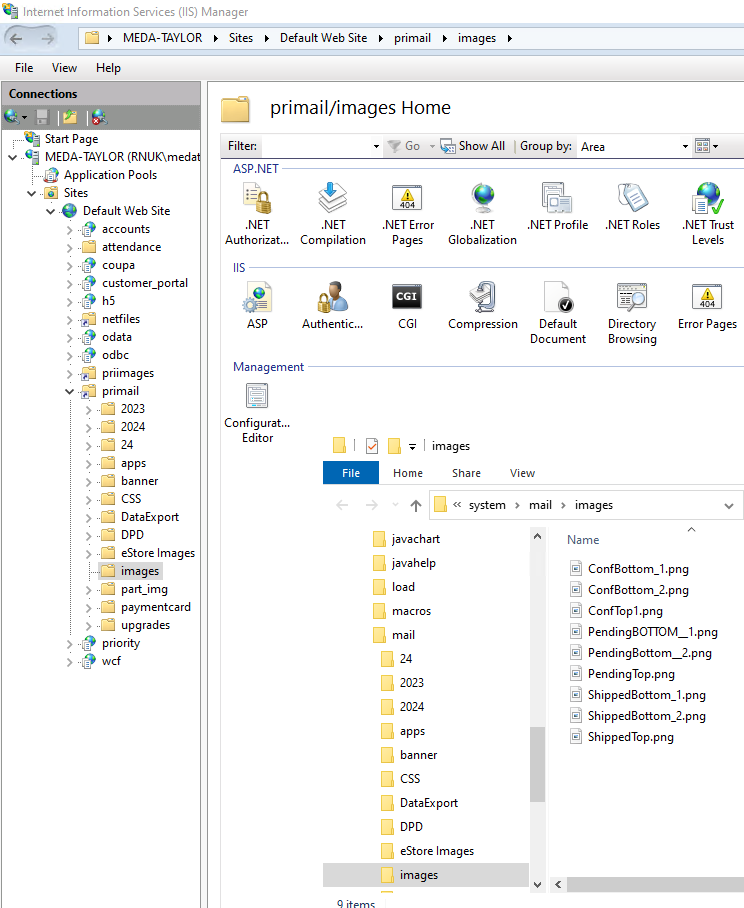 Internet Information Services (IIS) Manager
MEDA-TAYLOR
Sites
Default Web Site
primail
images
File View Help
Connections
Start Page
MEDA-TAYLOR (RNUK\medat
Application Pools
Sites
Default Web Site
accounts
attendance
coupa
customer_portal
h5
netfiles
odata
odbc
priimages
primail
2023
2024
24
apps
banner
CSS
DataExport
DPD
eStore Images
images
part_img
paymentcard
upgrades
priority
wcf
primail/images Home
Filter: Go Show All Group by: Area
ASP.NET
.NET Authorizat...
.NET Compilation
.NET Error Pages
.NET Globalization
.NET Profile
.NET Roles
.NET Trust Levels
IIS
ASP
Authentic...
CGI
CGI
Compression
Default Document
Directory Browsing
Error Pages
404
404
Management
Configurat... Editor
images
File Home Share View
« system mail images
javachart
javahelp
load
macros
mail
24
2023
2024
apps
banner
CSS
DataExport
DPD
eStore Images
images
Name
ConfBottom_1.png
ConfBottom_2.png
ConfTop1.png
PendingBOTTOM__1.png
PendingBottom__2.png
PendingTop.png
ShippedBottom_1.png
ShippedBottom_2.png
ShippedTop.png
9 items